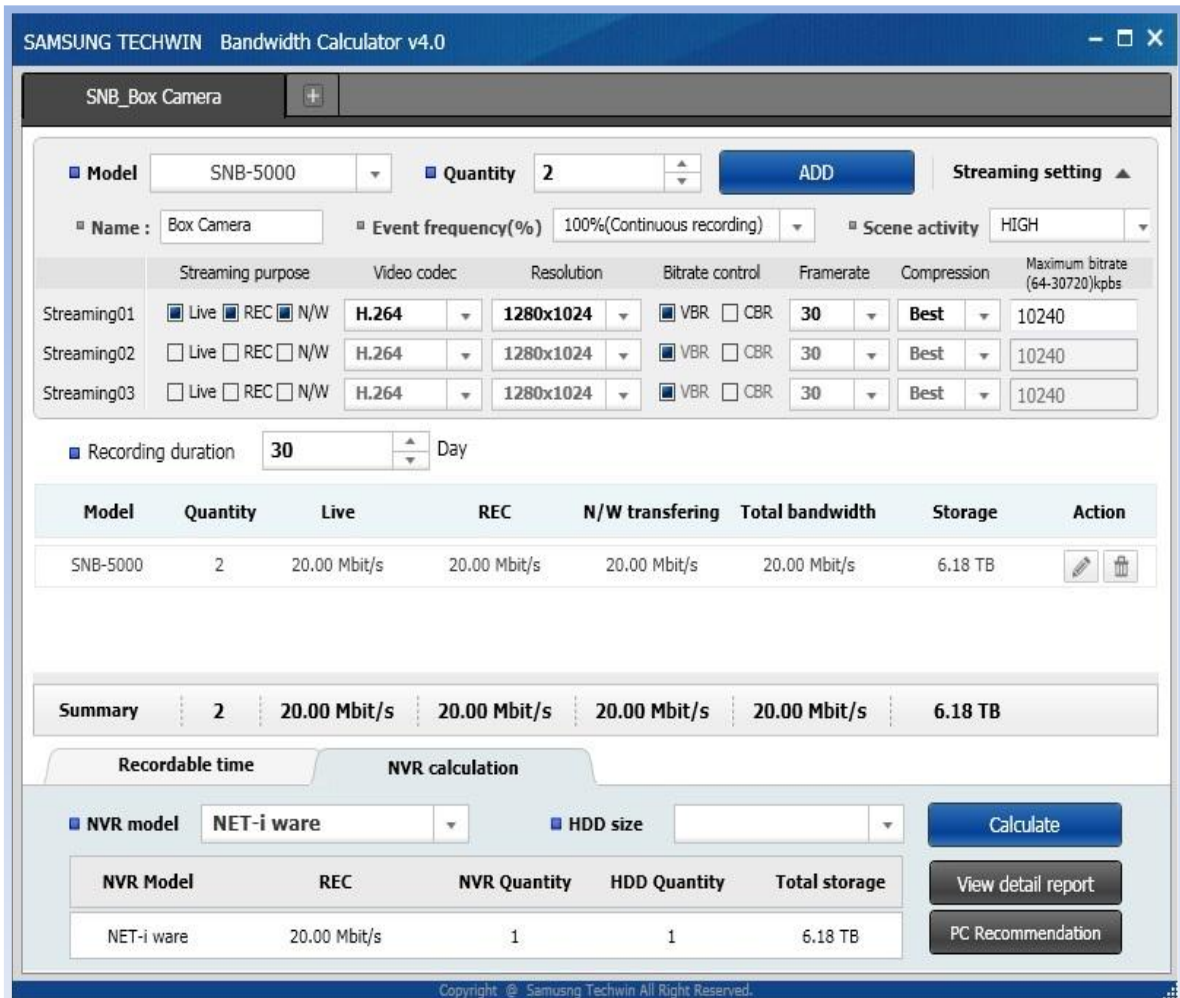 SAMSUNG TECHWIN Bandwidth Calculator v4.0
SNB_Box Camera
Model SNB-5000 Quantity 2 ADD Streaming setting
Name : Box Camera Event frequency(%) 100%(Continuous recording) Scene activity HIGH
Streaming purpose Video codec Resolution Bitrate control Framerate Compression Maximum bitrate
(64-30720)kpbs
Streaming01 Live REC N/W H.264 1280x1024 VBR CBR 30 Best 10240
Streaming02 Live REC N/W H.264 1280x1024 VBR CBR 30 Best 10240
Streaming03 Live REC N/W H.264 1280x1024 VBR CBR 30 Best 10240
Recording duration 30 Day
Model Quantity Live REC N/W transfering Total bandwidth Storage Action
SNB-5000 2 20.00 Mbit/s 20.00 Mbit/s 20.00 Mbit/s 20.00 Mbit/s 6.18 TB
Summary 2 20.00 Mbit/s 20.00 Mbit/s 20.00 Mbit/s 20.00 Mbit/s 6.18 TB
Recordable time NVR calculation
NVR model NET-i ware HDD size Calculate
NVR Model REC NVR Quantity HDD Quantity Total storage View detail report
NET-i ware 20.00 Mbit/s 1 1 6.18 TB PC Recommendation
Copyright @ Samusng Techwin All Right Reserved.